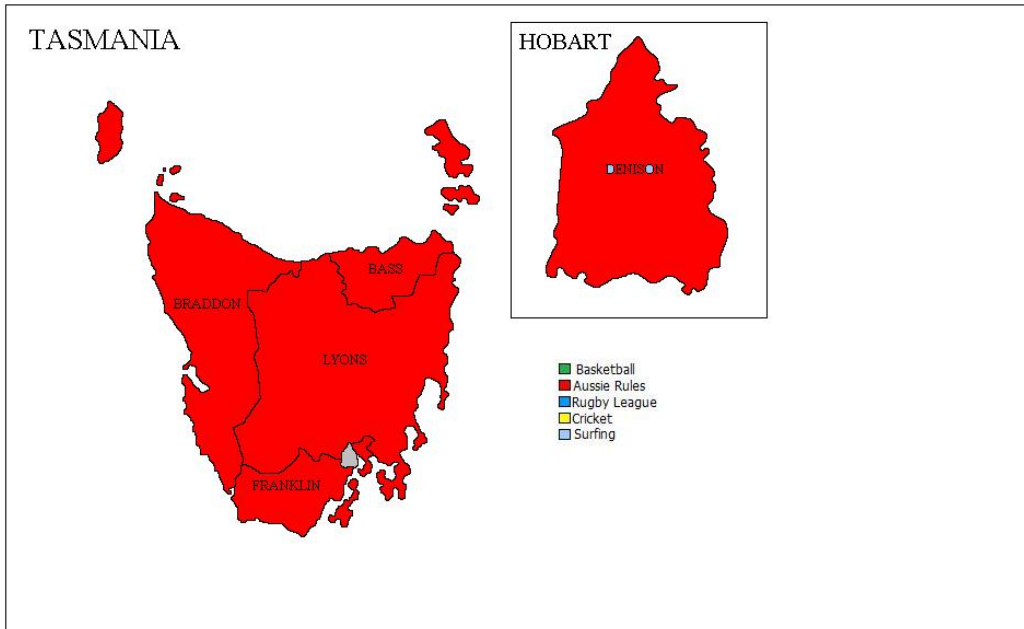 TASMANIA
HOBART
DENISON
BASS
BRADDON
LYONS
FRANKLIN
Basketball
Aussie Rules
Rugby League
Cricket
Surfing